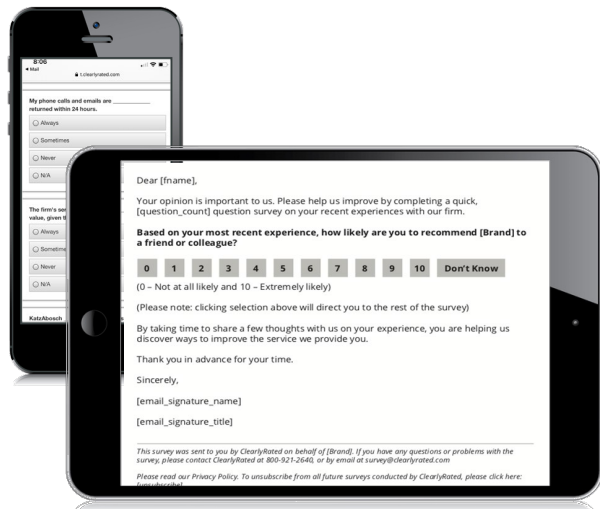 8:06
Mail
t.clearlyrated.com
My phone calls and emails are ____________
returned within 24 hours.
Always
Sometimes
Never
N/A
The firm's
value, given
Always
Sometimes
Never
N/A
KatzAbosch
Dear [fname],
Your opinion is important to us. Please help us improve by completing a quick,
[question_count] question survey on your recent experiences with our firm.
Based on your most recent experience, how likely are you to recommend [Brand] to
a friend or colleague?
0 1 2 3 4 5 6 7 8 9 10 Don't Know
(0 – Not at all likely and 10 – Extremely likely)
(Please note: clicking selection above will direct you to the rest of the survey)
By taking time to share a few thoughts with us on your experience, you are helping us
discover ways to improve the service we provide you.
Thank you in advance for your time.
Sincerely,
[email_signature_name]
[email_signature_title]
This survey was sent to you by ClearlyRated on behalf of [Brand]. If you have any questions or problems with the
survey, please contact ClearlyRated at 800-921-2640, or by email at survey@clearlyrated.com
Please read our Privacy Policy. To unsubscribe from all future surveys conducted by ClearlyRated, please click here:
[unsubscribe]